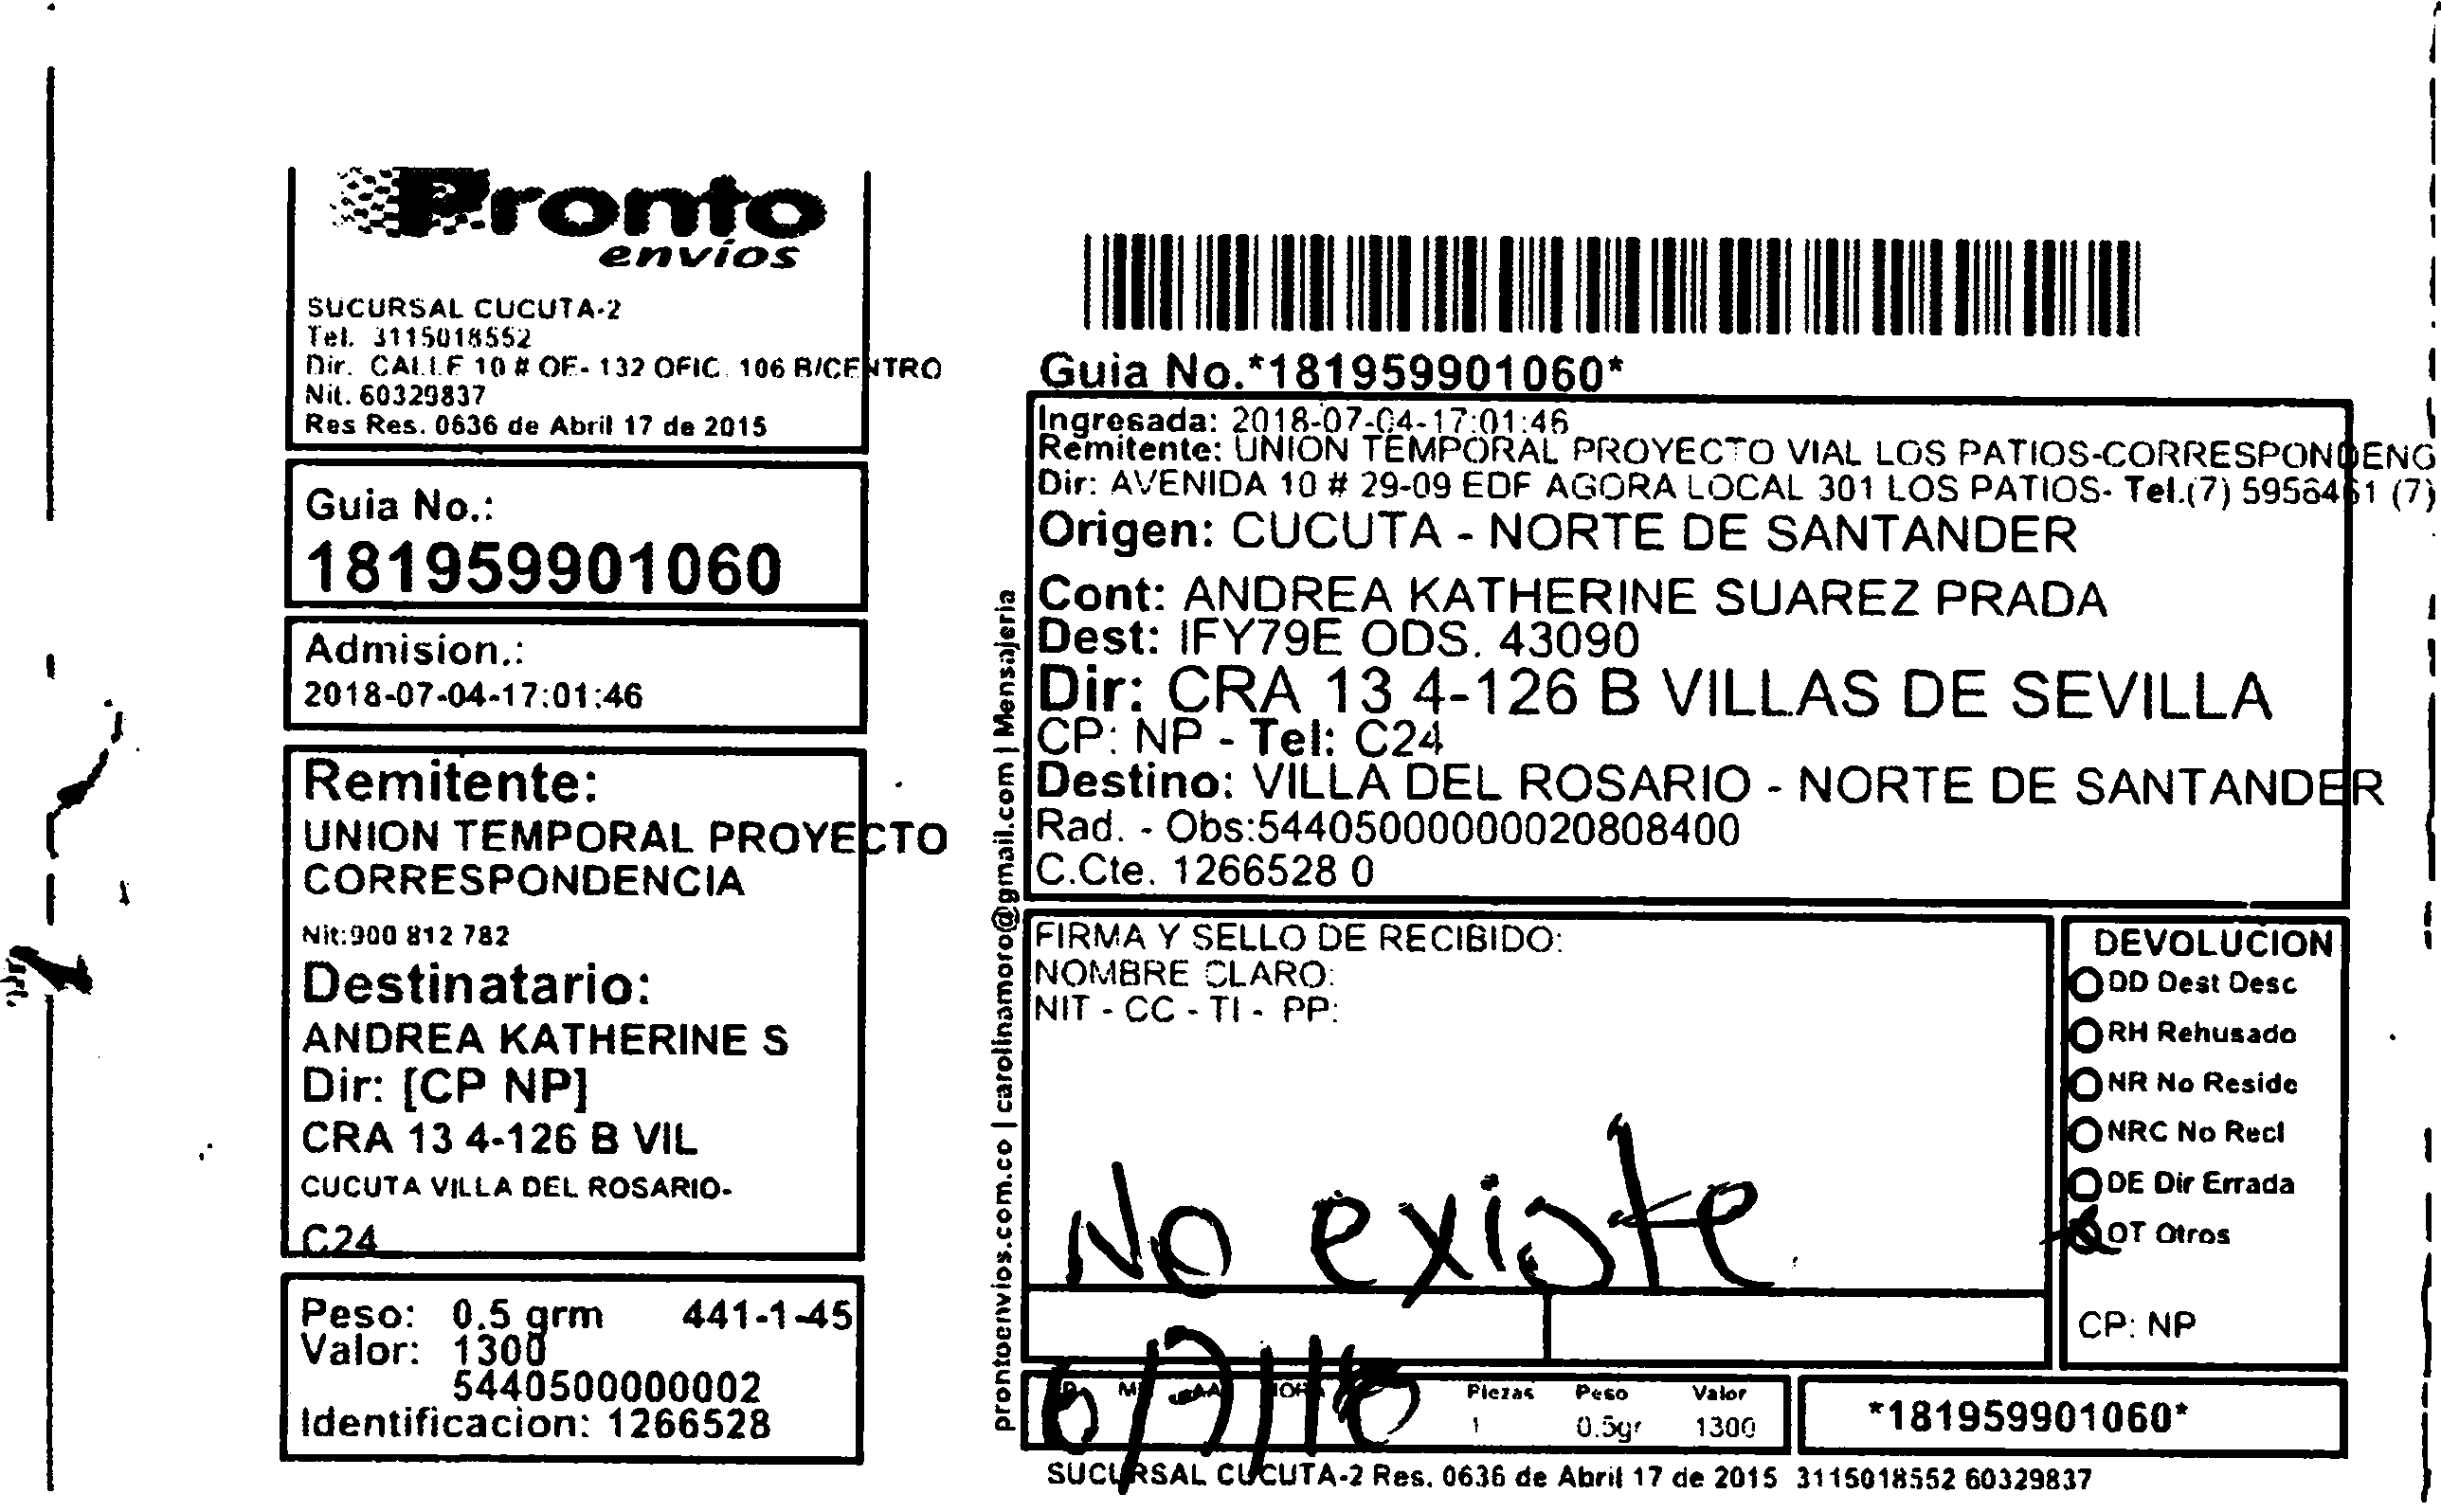 Pronto
envíos
SUCURSAL CUCUTA-2
Tel. 3115018552
Dir. CALLE 10 # OE- 132 OFIC. 106 B/CENTRO
Nit. 60329837
Res Res. 0636 de Abril 17 de 2015
Guia No.:
181959901060
Admision.:
2018-07-04-17:01:46
Remitente:
UNION TEMPORAL PROYECTO
CORRESPONDENCIA
Nit:900 812 782
Destinatario:
ANDREA KATHERINE S
Dir: [CP NP]
CRA 13 4-126 B VIL
CUCUTA VILLA DEL ROSARIO-
C24
Peso: 0.5 grm 441-1-45
Valor: 1300
5440500000002
Identificacion: 1266528
prontoenvios.com.co | carolinamoro@gmail.com | Mensajeria
Guia No.*181959901060*
Ingresada: 2018-07-04-17:01:46
Remitente: UNION TEMPORAL PROYECTO VIAL LOS PATIOS-CORRESPONDENC
Dir: AVENIDA 10 # 29-09 EDF AGORA LOCAL 301 LOS PATIOS- Tel.(7) 5956461 (7)
Origen: CUCUTA - NORTE DE SANTANDER
Cont: ANDREA KATHERINE SUAREZ PRADA
Dest: IFY79E ODS. 43090
Dir: CRA 13 4-126 B VILLAS DE SEVILLA
CP: NP - Tel: C24
Destino: VILLA DEL ROSARIO - NORTE DE SANTANDER
Rad. - Obs:544050000000020808400
C.Cte. 1266528 0
FIRMA Y SELLO DE RECIBIDO:
NOMBRE CLARO:
NIT - CC - TI - PP:
No existe
DEVOLUCION
DD Dest Desc
RH Rehusado
NR No Reside
NRC No Recl
DE Dir Errada
OT Otros
CP: NP
D M AA HORA Piezas Peso Valor
6/7/18 1 0.5gr 1300
*181959901060*
SUCURSAL CUCUTA-2 Res. 0636 de Abril 17 de 2015 3115018552 60329837